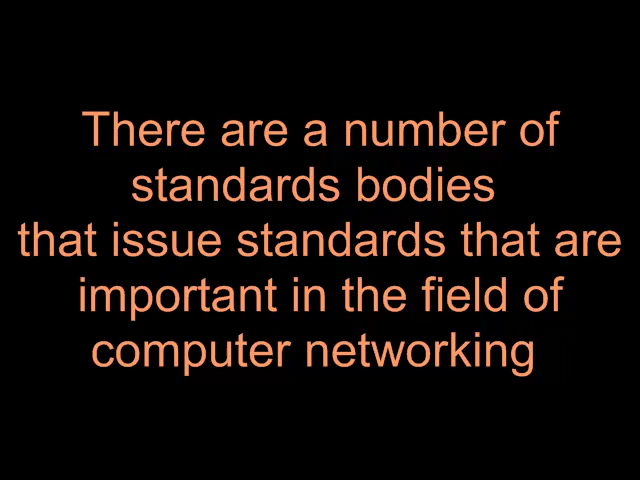 There are a number of
standards bodies
that issue standards that are
important in the field of
computer networking